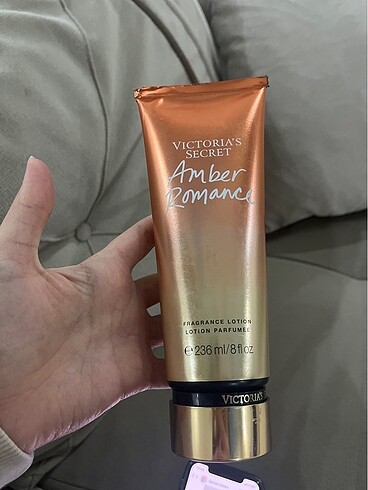 VICTORIA'S
SECRET
Amber
Romance
FRAGRANCE LOTION
LOTION PARFUMÉE
℮ 236 ml/8 fl oz
VICTORIA'S